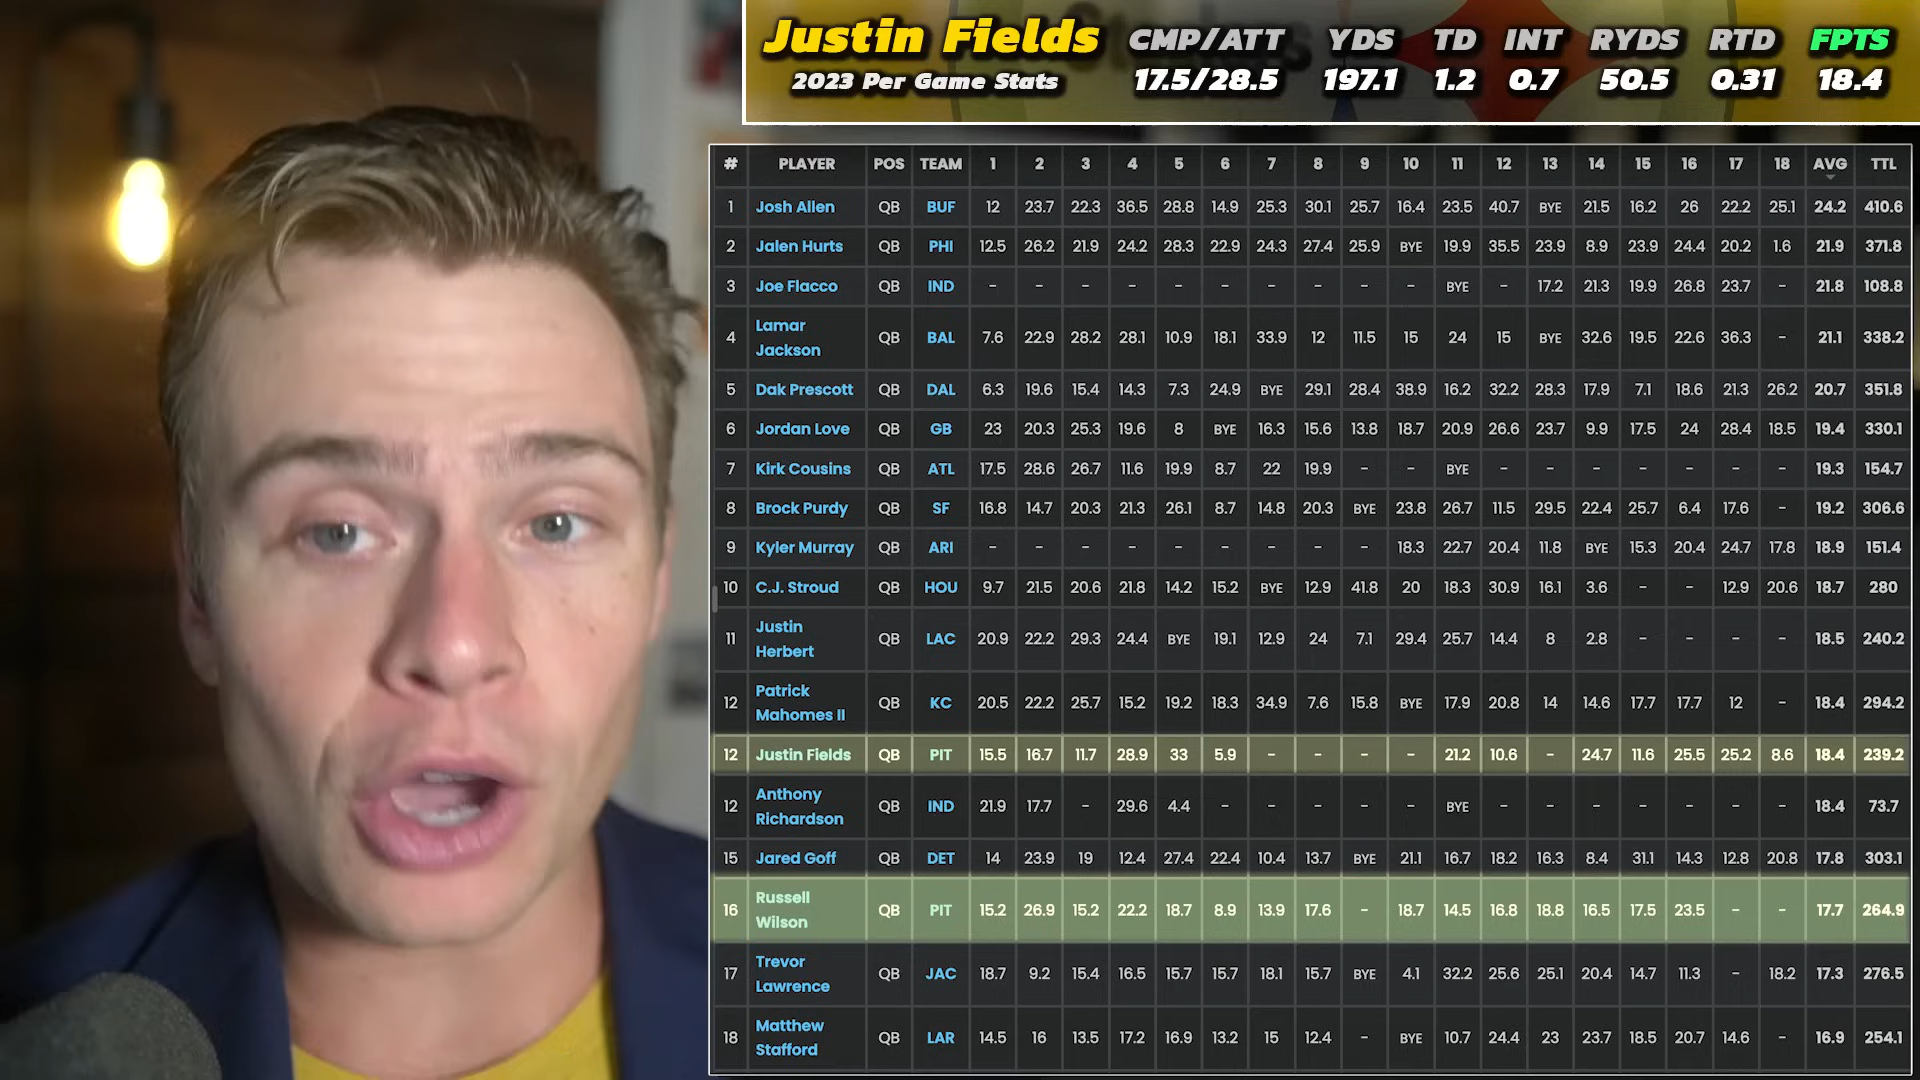 Justin Fields CMP/ATT YDS TD INT RYDS RTD FPTS
2023 Per Game Stats 17.5/28.5 197.1 1.2 0.7 50.5 0.31 18.4
# PLAYER POS TEAM 1 2 3 4 5 6 7 8 9 10 11 12 13 14 15 16 17 18 AVG TTL
1 Josh Allen QB BUF 12 23.7 22.3 36.5 28.8 14.9 25.3 30.1 25.7 16.4 23.5 40.7 BYE 21.5 16.2 26 22.2 25.1 24.2 410.6
2 Jalen Hurts QB PHI 12.5 26.2 21.9 24.2 28.3 22.9 24.3 27.4 25.9 BYE 19.9 35.5 23.9 8.9 23.9 24.4 20.2 1.6 21.9 371.8
3 Joe Flacco QB IND - - - - - - - - - - BYE - 17.2 21.3 19.9 26.8 23.7 - 21.8 108.8
4 Lamar Jackson QB BAL 7.6 22.9 28.2 28.1 10.9 18.1 33.9 12 11.5 15 24 15 BYE 32.6 19.5 22.6 36.3 - 21.1 338.2
5 Dak Prescott QB DAL 6.3 19.6 15.4 14.3 7.3 24.9 BYE 29.1 28.4 38.9 16.2 32.2 28.3 17.9 7.1 18.6 21.3 26.2 20.7 351.8
6 Jordan Love QB GB 23 20.3 25.3 19.6 8 BYE 16.3 15.6 13.8 18.7 20.9 26.6 23.7 9.9 17.5 24 28.4 18.5 19.4 330.1
7 Kirk Cousins QB ATL 17.5 28.6 26.7 11.6 19.9 8.7 22 19.9 - - BYE - - - - - - - 19.3 154.7
8 Brock Purdy QB SF 16.8 14.7 20.3 21.3 26.1 8.7 14.8 20.3 BYE 23.8 26.7 11.5 29.5 22.4 25.7 6.4 17.6 - 19.2 306.6
9 Kyler Murray QB ARI - - - - - - - - - 18.3 22.7 20.4 11.8 BYE 15.3 20.4 24.7 17.8 18.9 151.4
10 C.J. Stroud QB HOU 9.7 21.5 20.6 21.8 14.2 15.2 BYE 12.9 41.8 20 18.3 30.9 16.1 3.6 - - 12.9 20.6 18.7 280
11 Justin Herbert QB LAC 20.9 22.2 29.3 24.4 BYE 19.1 12.9 24 7.1 29.4 25.7 14.4 8 2.8 - - - - 18.5 240.2
12 Patrick Mahomes II QB KC 20.5 22.2 25.7 15.2 19.2 18.3 34.9 7.6 15.8 BYE 17.9 20.8 14 14.6 17.7 17.7 12 - 18.4 294.2
12 Justin Fields QB PIT 15.5 16.7 11.7 28.9 33 5.9 - - - - 21.2 10.6 - 24.7 11.6 25.5 25.2 8.6 18.4 239.2
12 Anthony Richardson QB IND 21.9 17.7 - 29.6 4.4 - - - - - BYE - - - - - - - 18.4 73.7
15 Jared Goff QB DET 14 23.9 19 12.4 27.4 22.4 10.4 13.7 BYE 21.1 16.7 18.2 16.3 8.4 31.1 14.3 12.8 20.8 17.8 303.1
16 Russell Wilson QB PIT 15.2 26.9 15.2 22.2 18.7 8.9 13.9 17.6 - 18.7 14.5 16.8 18.8 16.5 17.5 23.5 - - 17.7 264.9
17 Trevor Lawrence QB JAC 18.7 9.2 15.4 16.5 15.7 15.7 18.1 15.7 BYE 4.1 32.2 25.6 25.1 20.4 14.7 11.3 - 18.2 17.3 276.5
18 Matthew Stafford QB LAR 14.5 16 13.5 17.2 16.9 13.2 15 12.4 - BYE 10.7 24.4 23 23.7 18.5 20.7 14.6 - 16.9 254.1